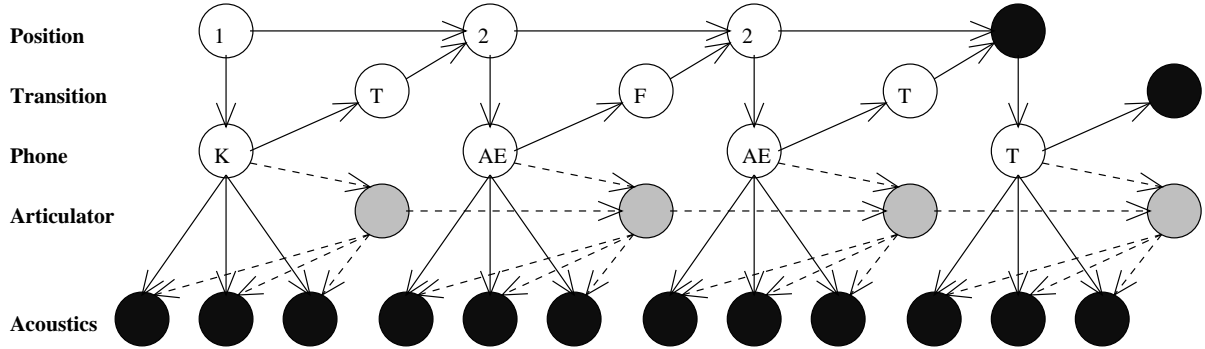 Position 1 2 2
Transition T F T
Phone K AE AE T
Articulator
Acoustics